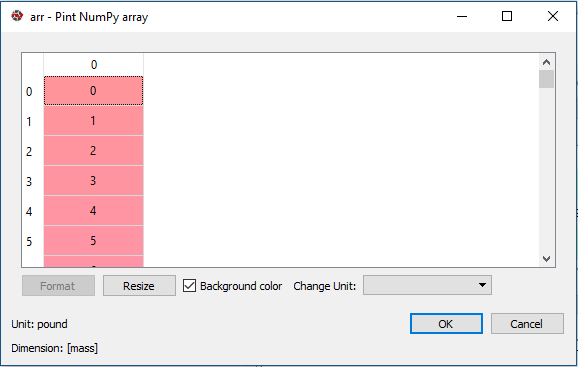 arr - Pint NumPy array
0
0 0
1 1
2 2
3 3
4 4
5 5
Format Resize Background color Change Unit:
Unit: pound OK Cancel
Dimension: [mass]